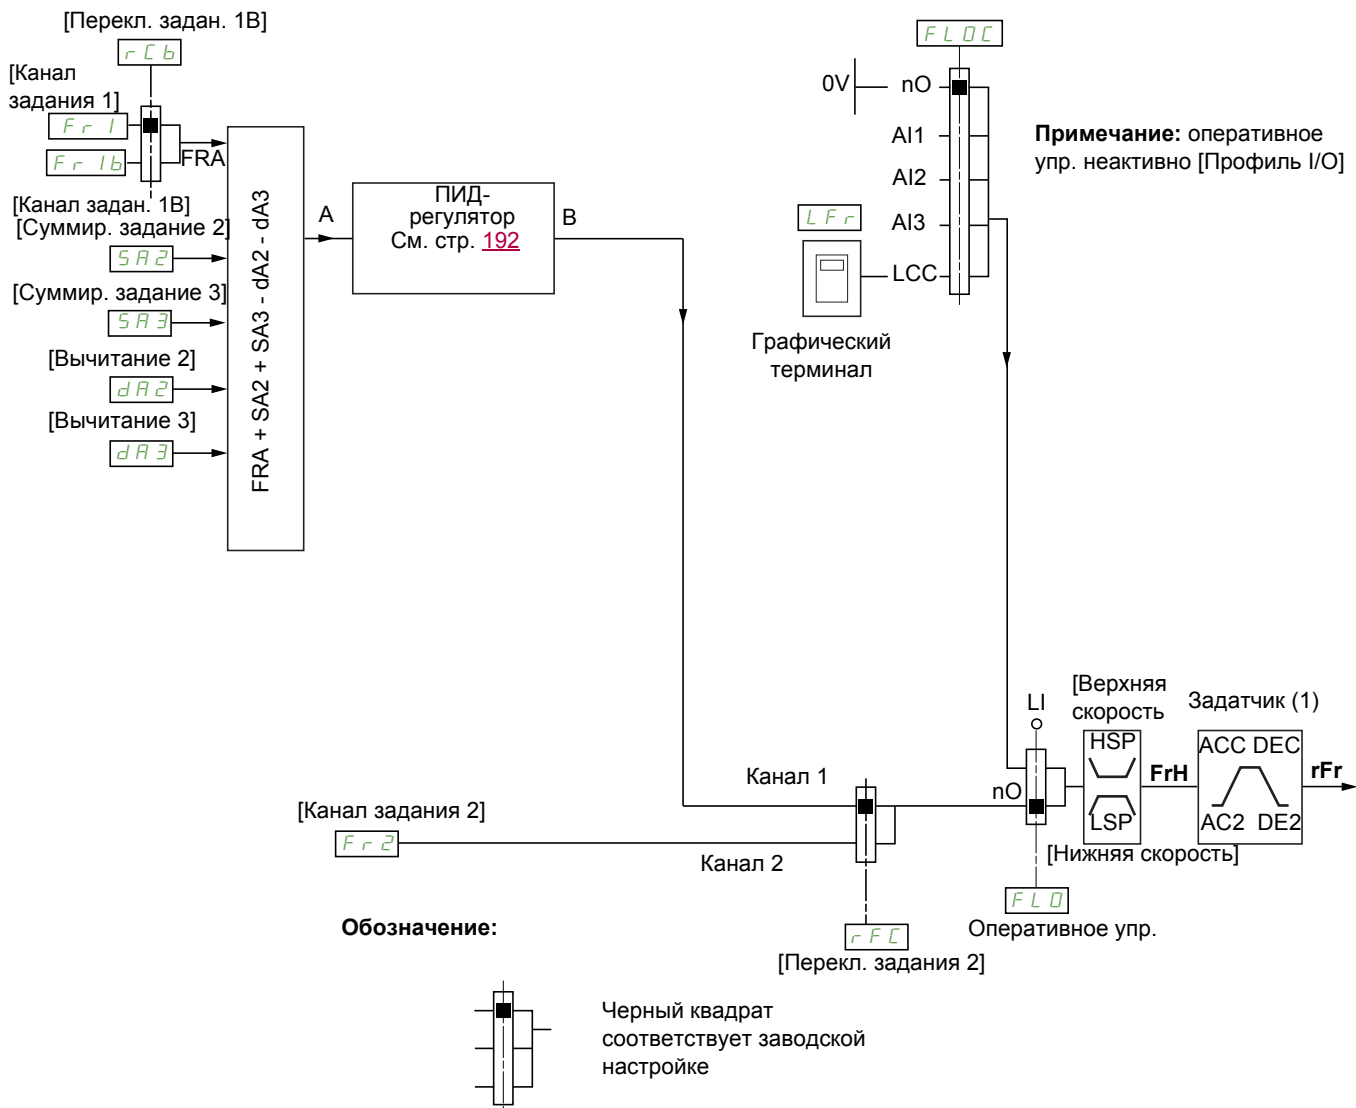 [Перекл. задан. 1B]
rCb
[Канал
задания 1]
Fr1
Fr1b
FRA
[Канал задан. 1B]
[Суммир. задание 2]
SA2
[Суммир. задание 3]
SA3
[Вычитание 2]
dA2
[Вычитание 3]
dA3
FRA + SA2 + SA3 - dA2 - dA3
A
ПИД-
регулятор
См. стр. 192
B
FLOC
0V
nO
AI1
AI2
AI3
LCC
LFr
Графический
терминал
Примечание: оперативное
упр. неактивно [Профиль I/O]
[Канал задания 2]
Fr2
Канал 1
Канал 2
rFC
[Перекл. задания 2]
LI
nO
FLO
Оперативное упр.
[Верхняя
скорость
HSP
LSP
[Нижняя скорость]
FrH
Задатчик (1)
ACC DEC
AC2 DE2
rFr
Обозначение:
Черный квадрат
соответствует заводской
настройке